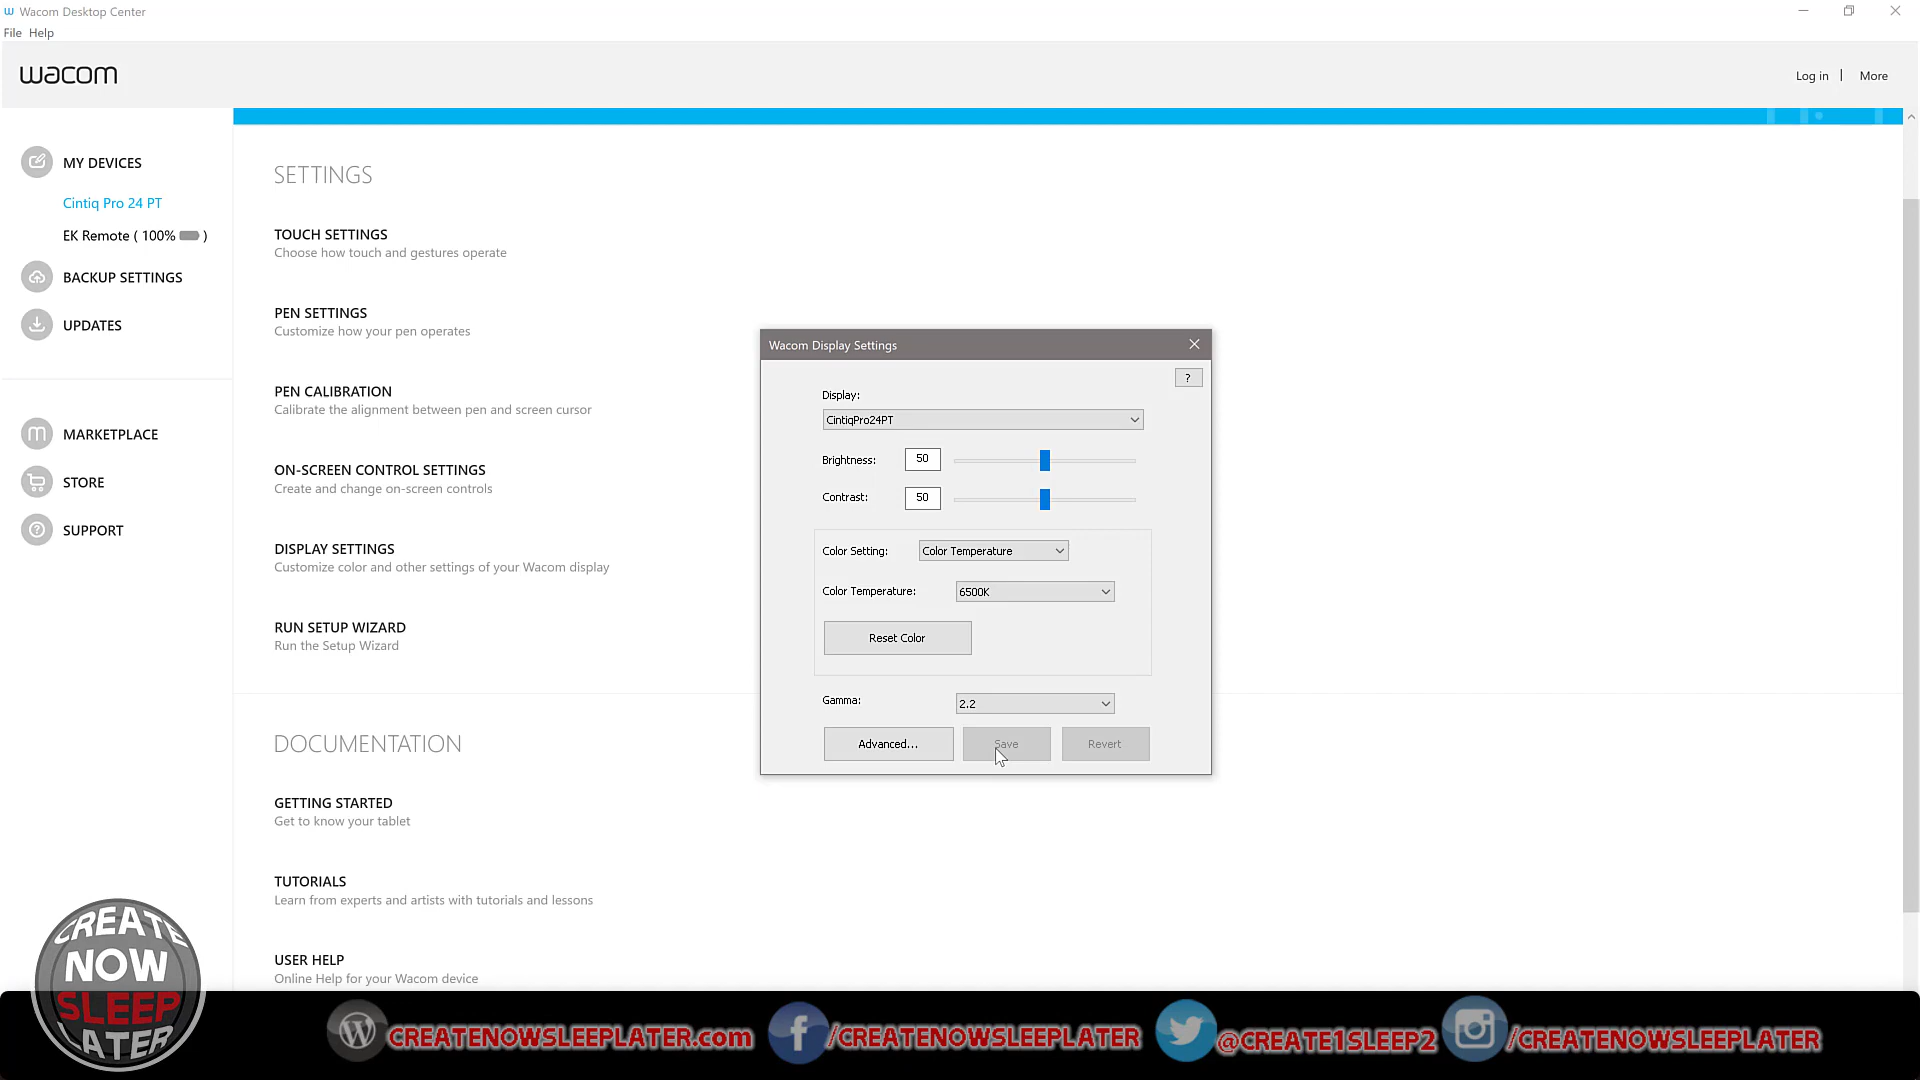 Wacom Desktop Center
File Help
wacom
Log in | More
MY DEVICES
Cintiq Pro 24 PT
EK Remote ( 100% )
BACKUP SETTINGS
UPDATES
MARKETPLACE
STORE
SUPPORT
SETTINGS
TOUCH SETTINGS
Choose how touch and gestures operate
PEN SETTINGS
Customize how your pen operates
PEN CALIBRATION
Calibrate the alignment between pen and screen cursor
ON-SCREEN CONTROL SETTINGS
Create and change on-screen controls
DISPLAY SETTINGS
Customize color and other settings of your Wacom display
RUN SETUP WIZARD
Run the Setup Wizard
DOCUMENTATION
GETTING STARTED
Get to know your tablet
TUTORIALS
Learn from experts and artists with tutorials and lessons
USER HELP
Online Help for your Wacom device
Wacom Display Settings
?
Display:
CintiqPro24PT
Brightness: 50
Contrast: 50
Color Setting: Color Temperature
Color Temperature: 6500K
Reset Color
Gamma: 2.2
Advanced... Save Revert
CREATE
NOW
SLEEP
LATER
CREATENOWSLEEPLATER.com /CREATENOWSLEEPLATER @CREATE1SLEEP2 /CREATENOWSLEEPLATER